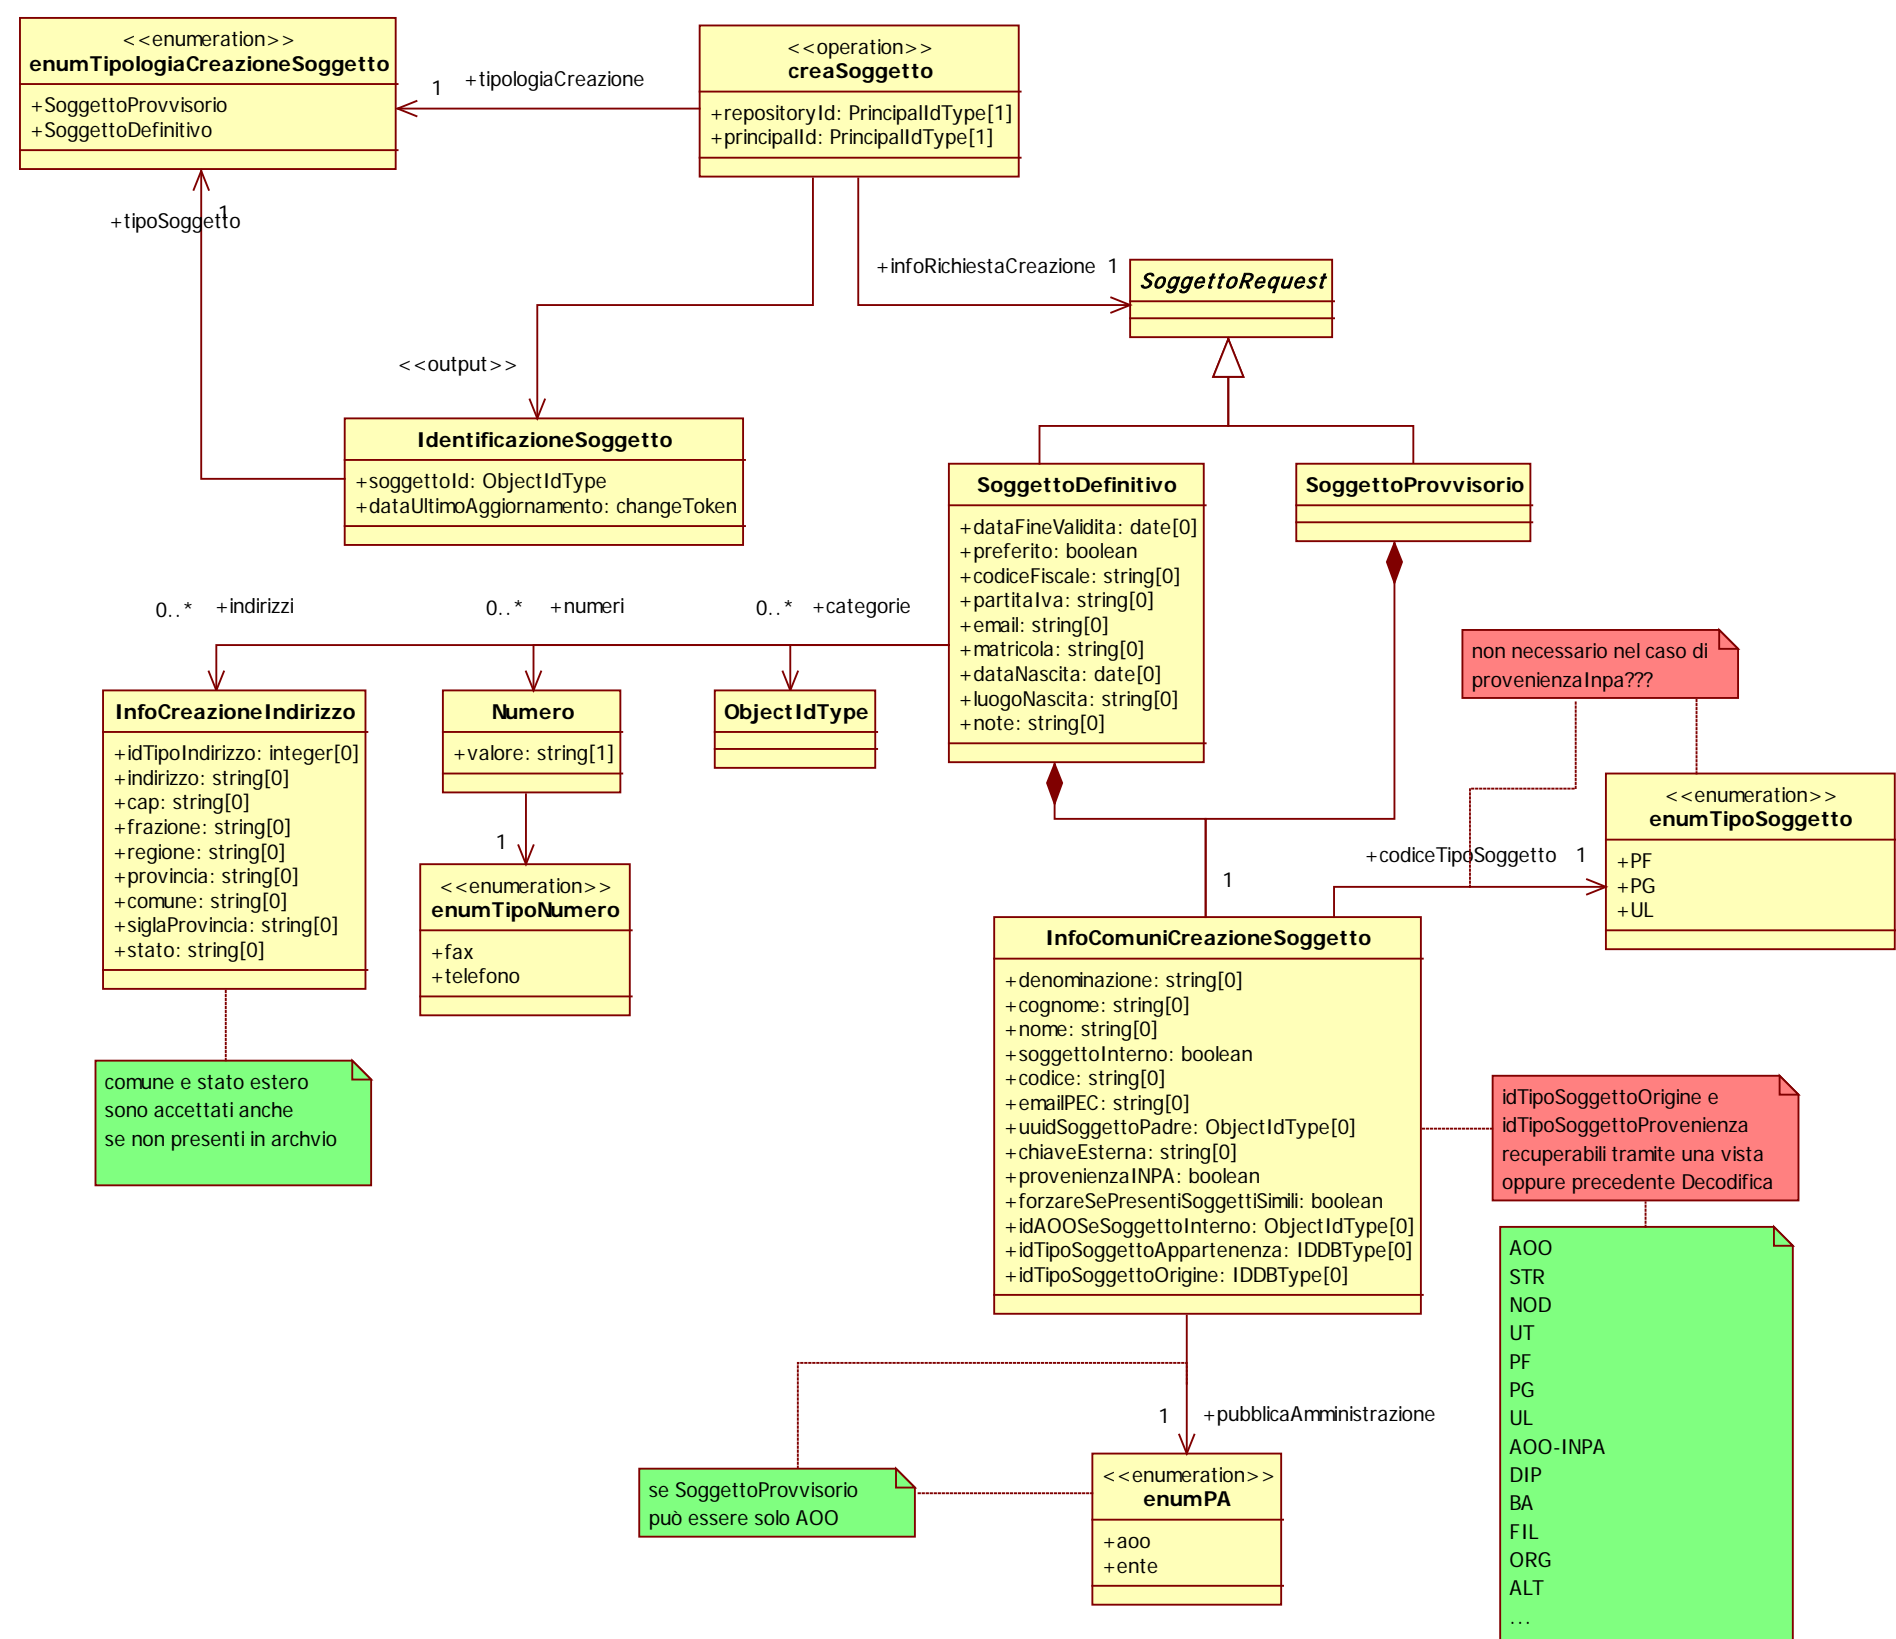 <<enumeration>>
enumTipologiaCreazioneSoggetto
+SoggettoProvvisorio
+SoggettoDefinitivo
1
+tipologiaCreazione
<<operation>>
creaSoggetto
+repositoryId: PrincipalIdType[1]
+principalId: PrincipalIdType[1]
+tipoSoggetto
1
+infoRichiestaCreazione
1
SoggettoRequest
<<output>>
IdentificazioneSoggetto
+soggettoId: ObjectIdType
+dataUltimoAggiornamento: changeToken
SoggettoDefinitivo
+dataFineValidita: date[0]
+preferito: boolean
+codiceFiscale: string[0]
+partitaIva: string[0]
+email: string[0]
+matricola: string[0]
+dataNascita: date[0]
+luogoNascita: string[0]
+note: string[0]
SoggettoProvvisorio
0..*
+indirizzi
0..*
+numeri
0..*
+categorie
InfoCreazioneIndirizzo
+idTipoIndirizzo: integer[0]
+indirizzo: string[0]
+cap: string[0]
+frazione: string[0]
+regione: string[0]
+provincia: string[0]
+comune: string[0]
+siglaProvincia: string[0]
+stato: string[0]
Numero
+valore: string[1]
ObjectIdType
1
<<enumeration>>
enumTipoNumero
+fax
+telefono
non necessario nel caso di
provenienzaInpa???
<<enumeration>>
enumTipoSoggetto
+PF
+PG
+UL
+codiceTipoSoggetto
1
1
InfoComuniCreazioneSoggetto
+denominazione: string[0]
+cognome: string[0]
+nome: string[0]
+soggettoInterno: boolean
+codice: string[0]
+emailPEC: string[0]
+uuidSoggettoPadre: ObjectIdType[0]
+chiaveEsterna: string[0]
+provenienzaINPA: boolean
+forzareSePresentiSoggettiSimili: boolean
+idAOOSeSoggettoInterno: ObjectIdType[0]
+idTipoSoggettoAppartenenza: IDDBType[0]
+idTipoSoggettoOrigine: IDDBType[0]
comune e stato estero
sono accettati anche
se non presenti in archvio
idTipoSoggettoOrigine e
idTipoSoggettoProvenienza
recuperabili tramite una vista
oppure precedente Decodifica
AOO
STR
NOD
UT
PF
PG
UL
AOO-INPA
DIP
BA
FIL
ORG
ALT
...
1
+pubblicaAmministrazione
se SoggettoProvvisorio
può essere solo AOO
<<enumeration>>
enumPA
+aoo
+ente